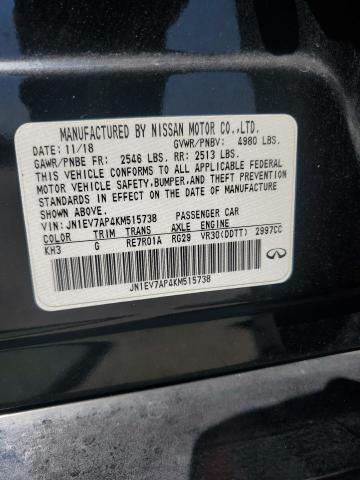 MANUFACTURED BY NISSAN MOTOR CO.,LTD.
DATE: 11/18 GVWR/PNBV: 4980 LBS.
GAWR/PNBE FR: 2546 LBS. RR: 2513 LBS.
THIS VEHICLE CONFORMS TO ALL APPLICABLE FEDERAL
MOTOR VEHICLE SAFETY, BUMPER, AND THEFT PREVENTION
STANDARDS IN EFFECT ON THE DATE OF MANUFACTURE
SHOWN ABOVE.
VIN: JN1EV7AP4KM515738 PASSENGER CAR
COLOR TRIM TRANS AXLE ENGINE
KH3 G RE7R01A RG29 VR30(DDTT) 2997CC
JN1EV7AP4KM515738